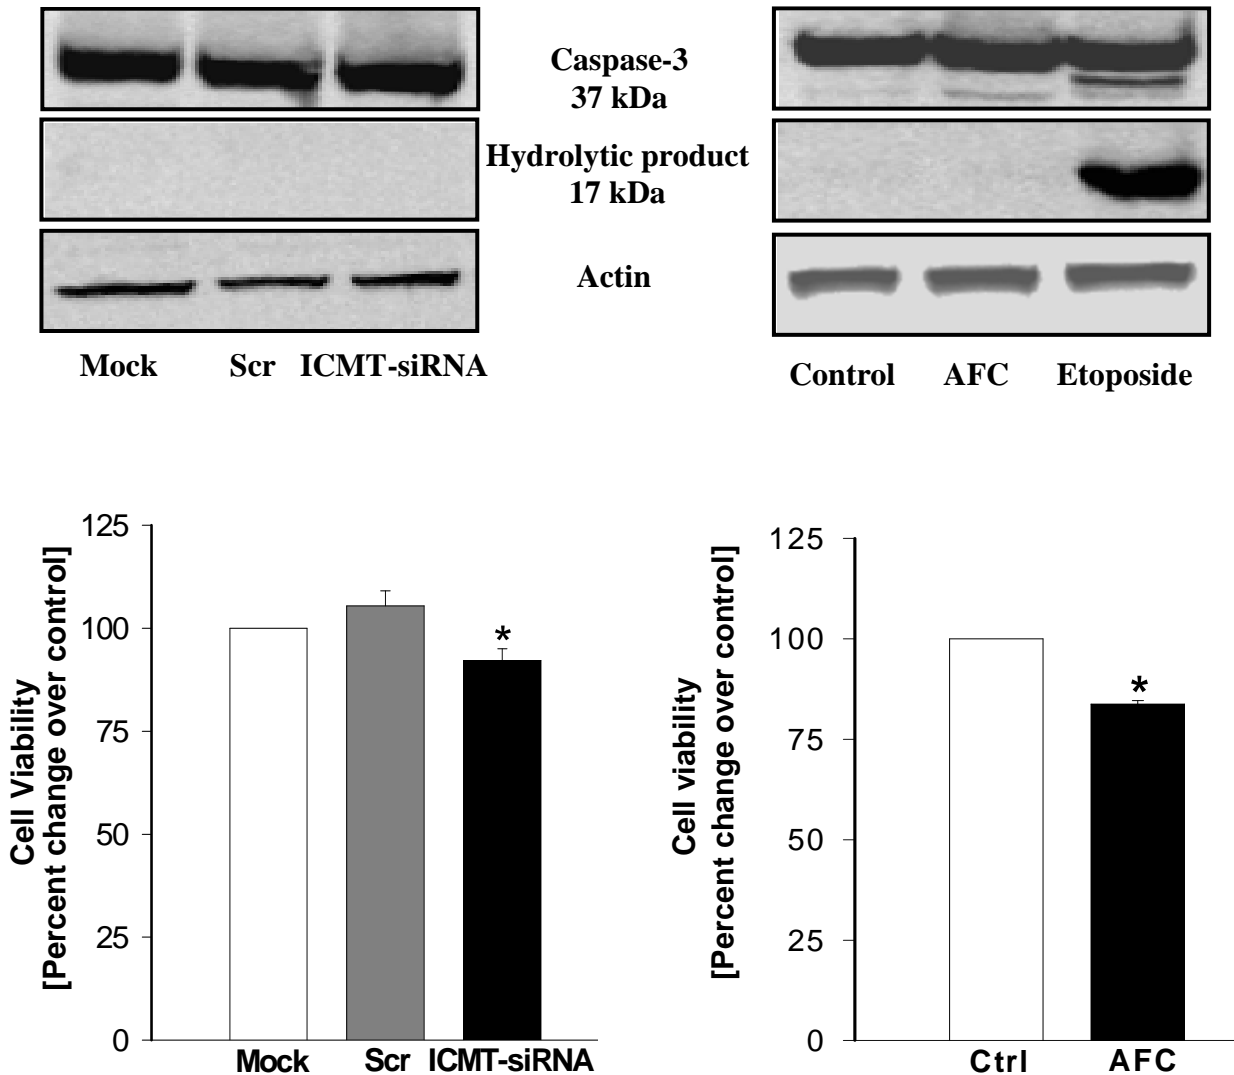 Caspase-3
37 kDa
Hydrolytic product
17 kDa
Actin
Mock Scr ICMT-siRNA
Control AFC Etoposide
Cell Viability
[Percent change over control]
125
100
75
50
25
0
*
Mock Scr ICMT-siRNA
Cell viability
[Percent change over control]
125
100
75
50
25
0
*
Ctrl AFC